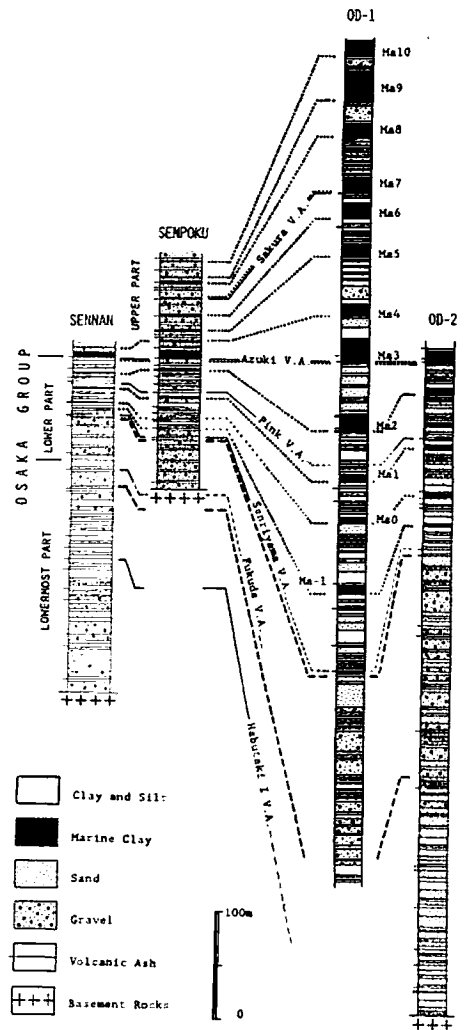 OD-1
Ma10
Ma9
Ma8
Ma7
Ma6
Ma5
Ma4
Ma3
Ma2
Ma1
Ma0
Ma-1
OD-2
SEMPOKU
SENNAN
UPPER PART
LOWER PART
LOWERMOST PART
OSAKA GROUP
Sakura V.A.
Azuki V.A.
Pink V.A.
Senriyama V.A.
Fukuda V.A.
Habutaki I V.A.
Clay and Silt
Marine Clay
Sand
Gravel
Volcanic Ash
Basement Rocks
100m
0